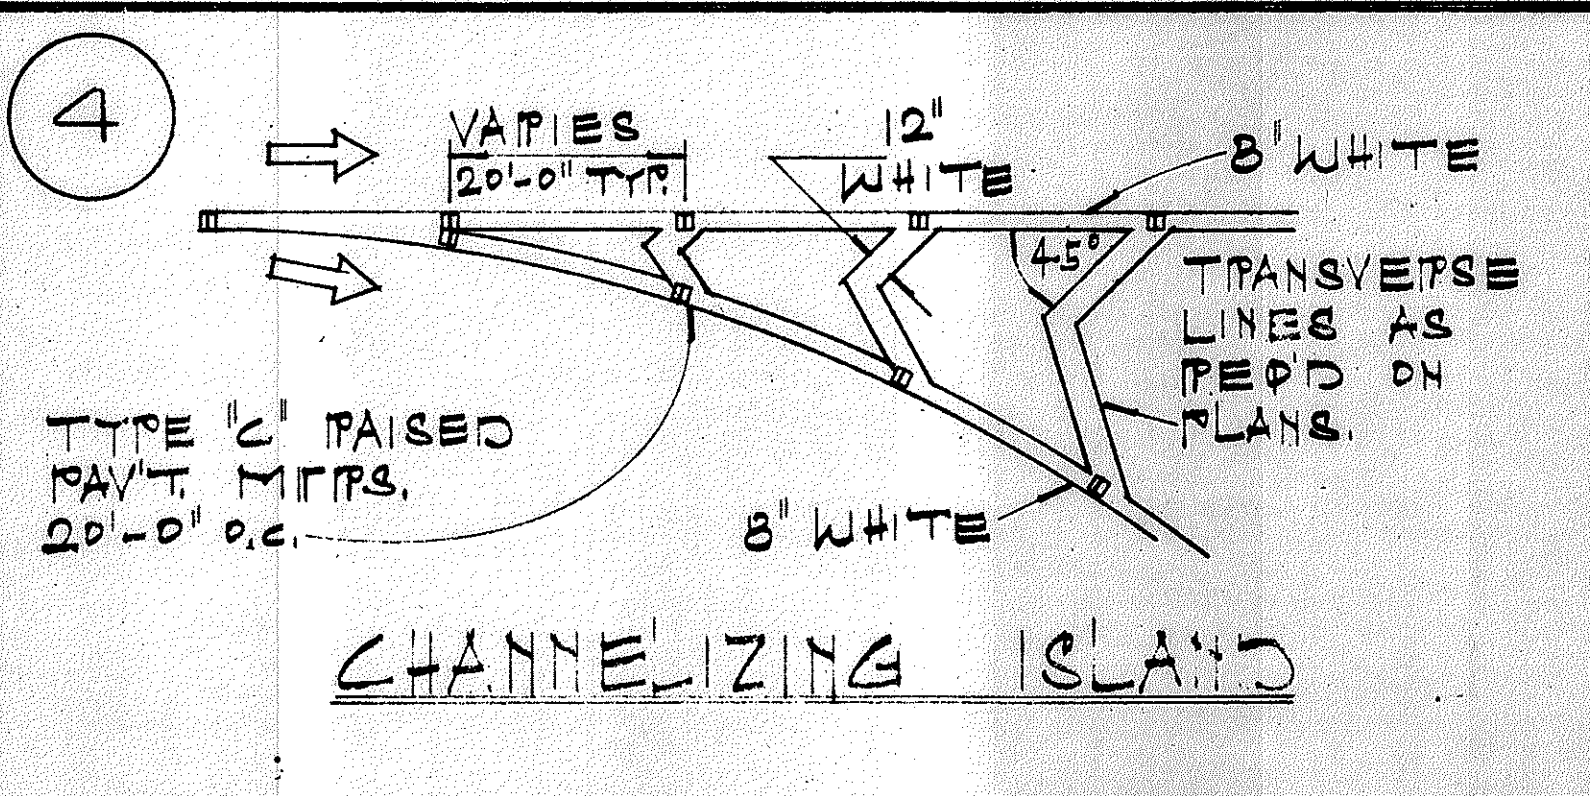 4
VARIES
20'-0" TYP.
12"
WHITE
8" WHITE
45°
TRANSVERSE
LINES AS
REQ'D ON
PLANS.
TYPE "C" RAISED
PAV'T. MRRS.
20'-0" O.C.
8" WHITE
CHANNELIZING ISLAND